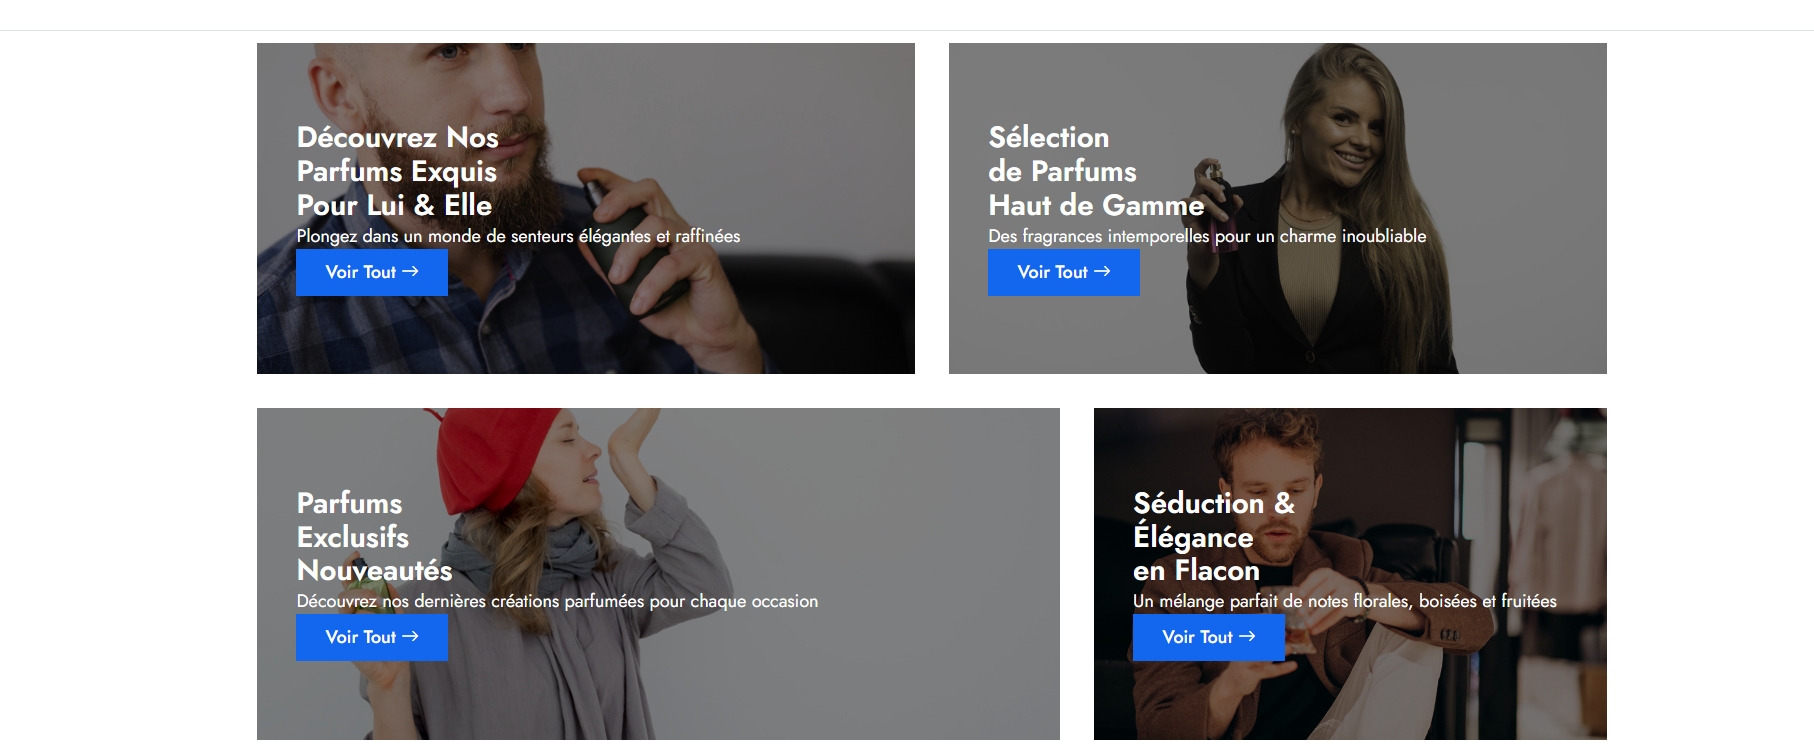 Découvrez Nos
Parfums Exquis
Pour Lui & Elle
Plongez dans un monde de senteurs élégantes et raffinées
Voir Tout →
Sélection
de Parfums
Haut de Gamme
Des fragrances intemporelles pour un charme inoubliable
Voir Tout →
Parfums
Exclusifs
Nouveautés
Découvrez nos dernières créations parfumées pour chaque occasion
Voir Tout →
Séduction &
Élégance
en Flacon
Un mélange parfait de notes florales, boisées et fruitées
Voir Tout →